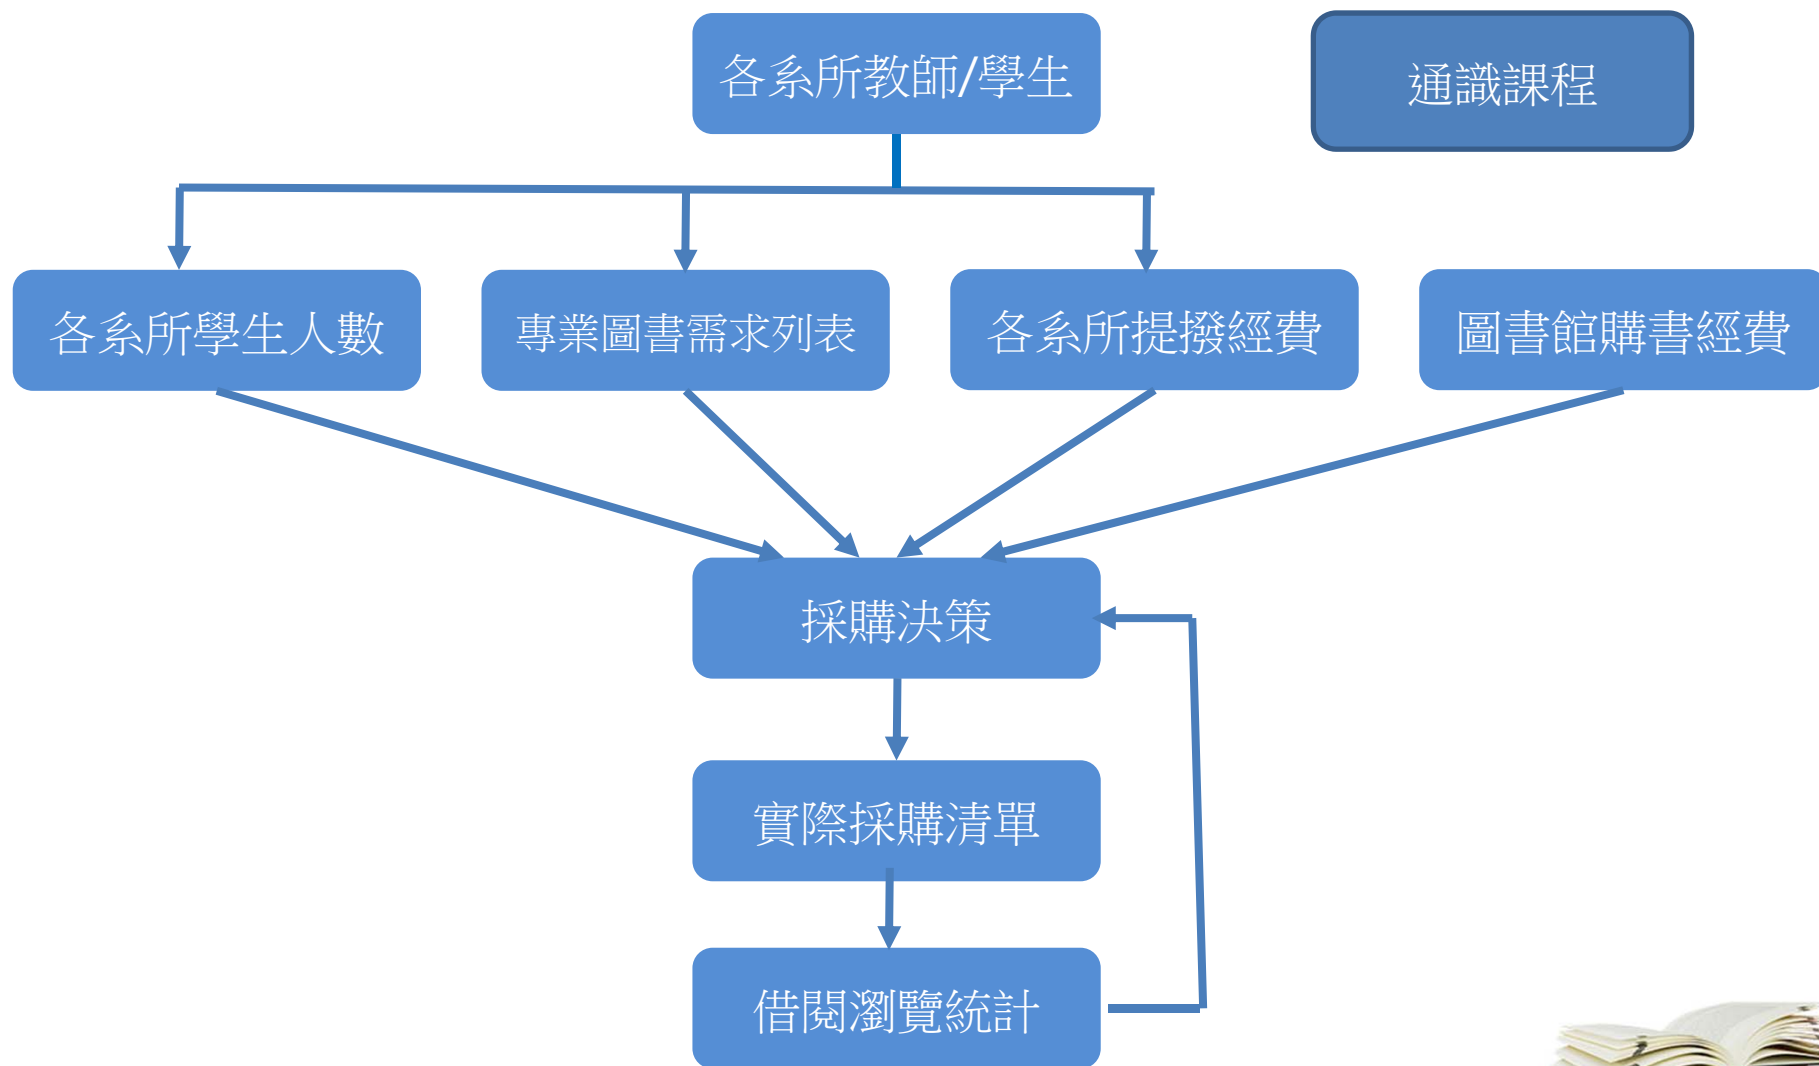 各系所教師/學生
通識課程
各系所學生人數
專業圖書需求列表
各系所提撥經費
圖書館購書經費
採購決策
實際採購清單
借閱瀏覽統計